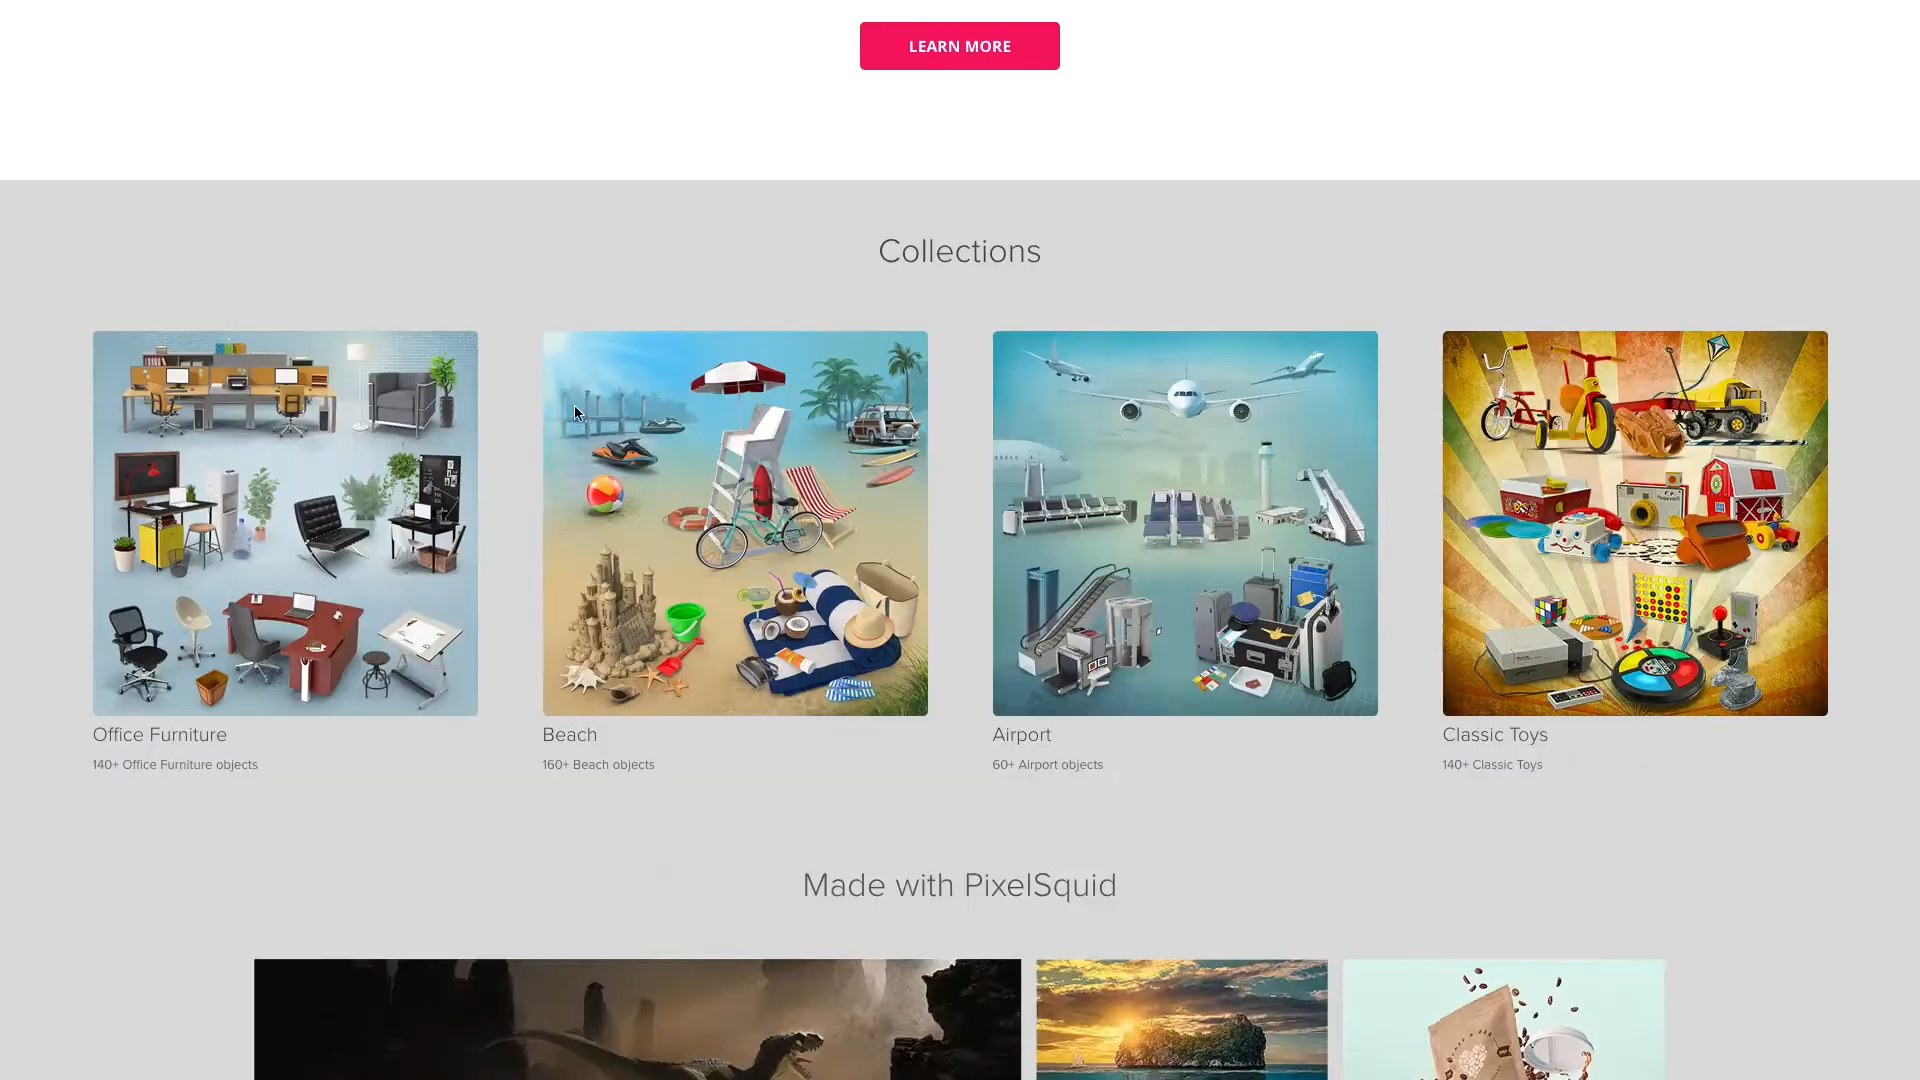 LEARN MORE
Collections
Office Furniture
140+ Office Furniture objects
Beach
160+ Beach objects
Airport
60+ Airport objects
Classic Toys
140+ Classic Toys
Made with PixelSquid